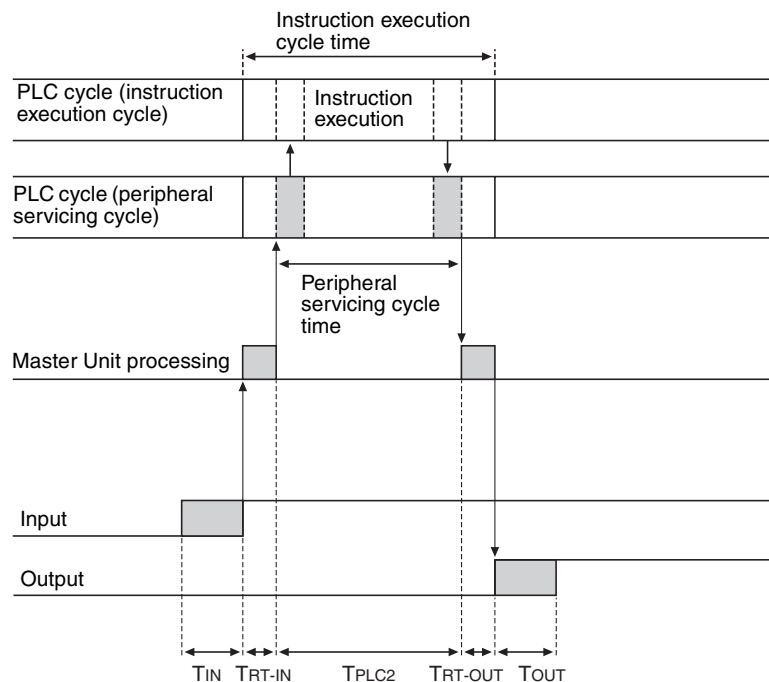 Instruction execution
cycle time
PLC cycle (instruction
execution cycle)
Instruction
execution
PLC cycle (peripheral
servicing cycle)
Peripheral
servicing cycle
time
Master Unit processing
Input
Output
TIN TRT-IN TPLC2 TRT-OUT TOUT